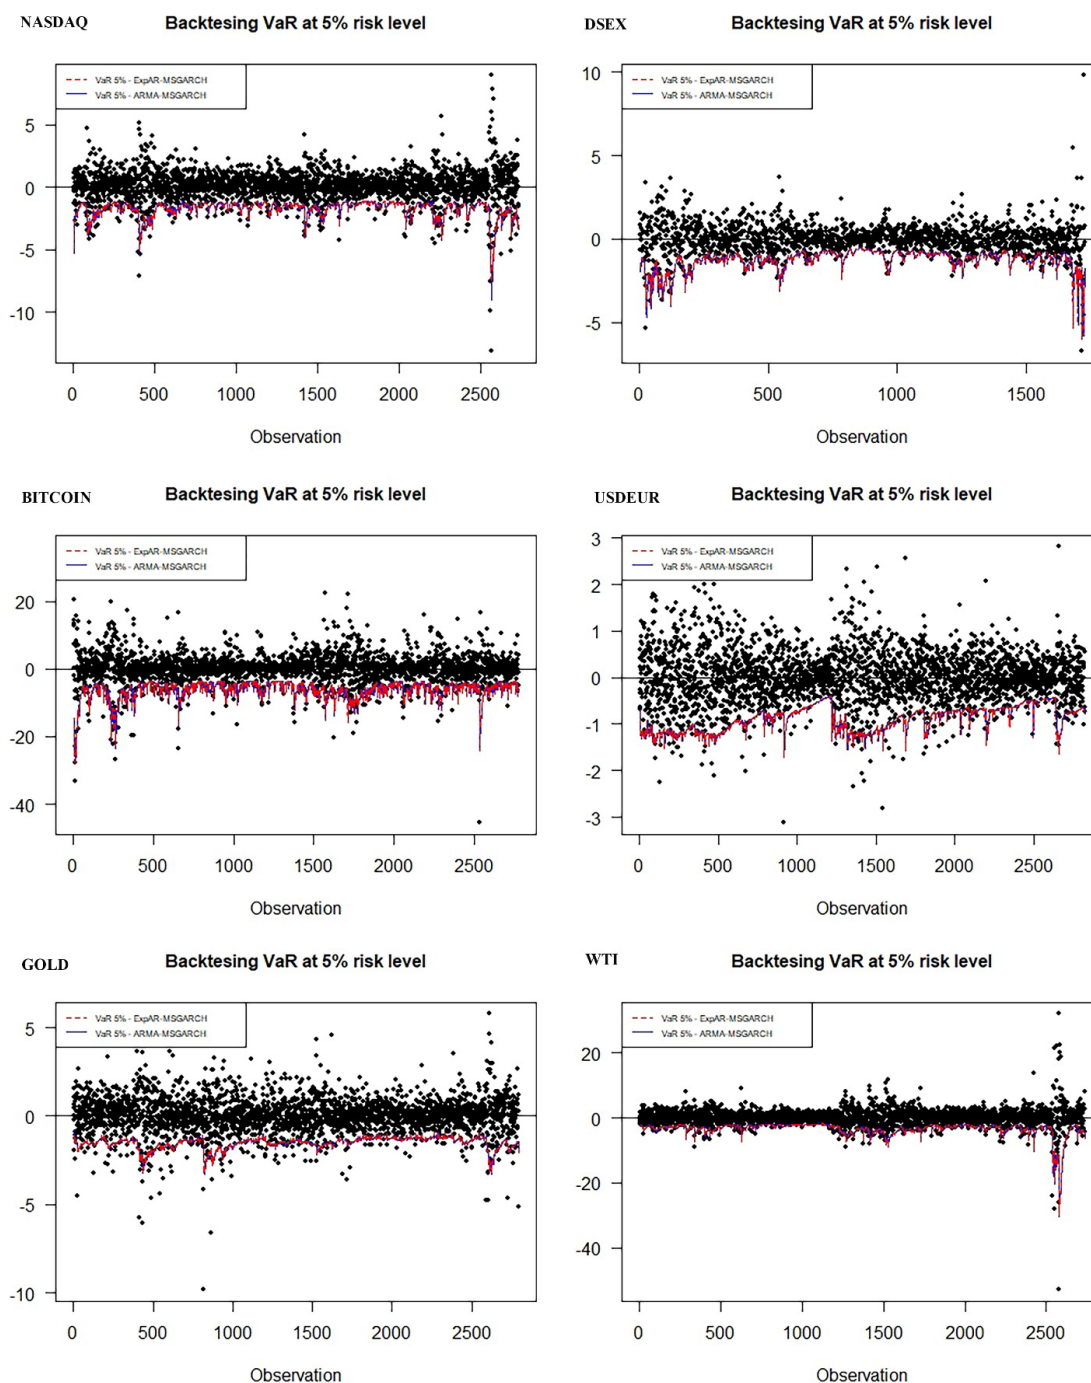 NASDAQ
Backtesing VaR at 5% risk level
VaR 5% - ExpAR-MSGARCH
VaR 5% - ARMA-MSGARCH
5
0
-5
-10
0 500 1000 1500 2000 2500
Observation
DSEX
Backtesing VaR at 5% risk level
VaR 5% - ExpAR-MSGARCH
VaR 5% - ARMA-MSGARCH
10
5
0
-5
0 500 1000 1500
Observation
BITCOIN
Backtesing VaR at 5% risk level
VaR 5% - ExpAR-MSGARCH
VaR 5% - ARMA-MSGARCH
20
0
-20
-40
0 500 1000 1500 2000 2500
Observation
USDEUR
Backtesing VaR at 5% risk level
VaR 5% - ExpAR-MSGARCH
VaR 5% - ARMA-MSGARCH
3
2
1
0
-1
-2
-3
0 500 1000 1500 2000 2500
Observation
GOLD
Backtesing VaR at 5% risk level
VaR 5% - ExpAR-MSGARCH
VaR 5% - ARMA-MSGARCH
5
0
-5
-10
0 500 1000 1500 2000 2500
Observation
WTI
Backtesing VaR at 5% risk level
VaR 5% - ExpAR-MSGARCH
VaR 5% - ARMA-MSGARCH
20
0
-20
-40
0 500 1000 1500 2000 2500
Observation